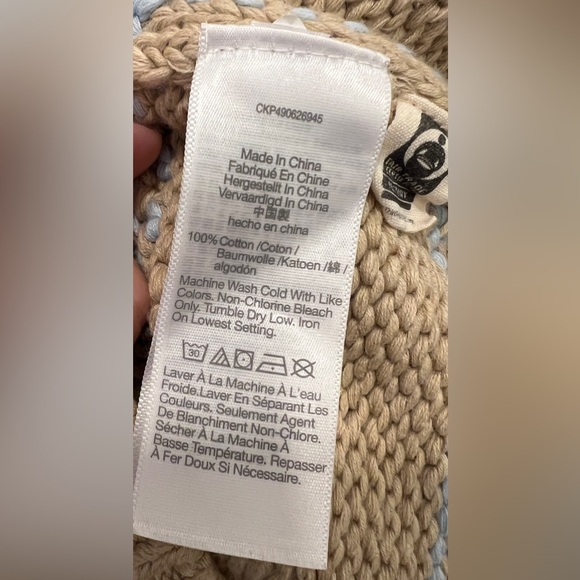 CKP490626945
Made In China
Fabriqué En Chine
Hergestellt In China
Vervaardigd In China
中国製
hecho en china
100% Cotton /Coton /
Baumwolle /Katoen /綿 /
algodón
Machine Wash Cold With Like
Colors. Non-Chlorine Bleach
Only. Tumble Dry Low. Iron
On Lowest Setting.
30
Laver À La Machine À L'eau
Froide.Laver En Séparant Les
Couleurs. Seulement Agent
De Blanchiment Non-Chlore.
Sécher À La Machine À
Basse Température. Repasser
À Fer Doux Si Nécessaire.